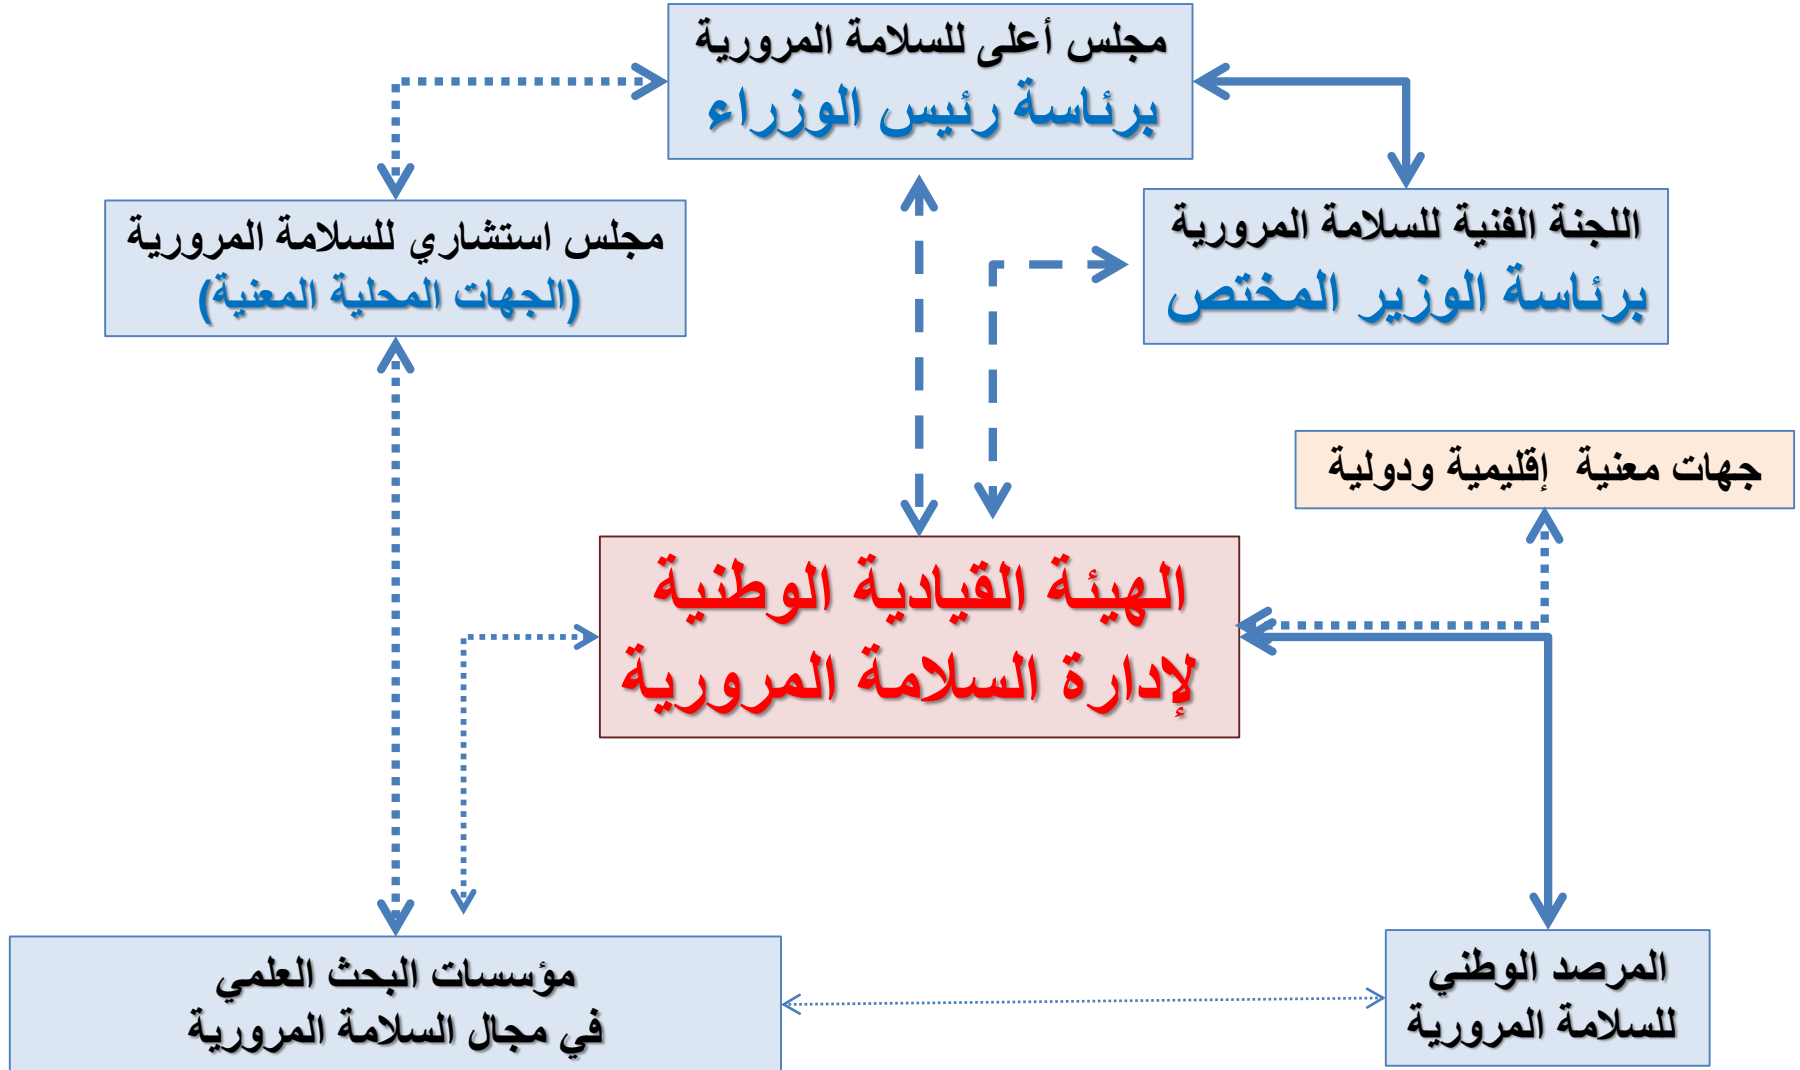 مجلس أعلى للسلامة المرورية
برئاسة رئيس الوزراء
اللجنة الفنية للسلامة المرورية
برئاسة الوزير المختص
مجلس استشاري للسلامة المرورية
(الجهات المحلية المعنية)
جهات معنية إقليمية ودولية
الهيئة القيادية الوطنية
لإدارة السلامة المرورية
المرصد الوطني
للسلامة المرورية
مؤسسات البحث العلمي
في مجال السلامة المرورية